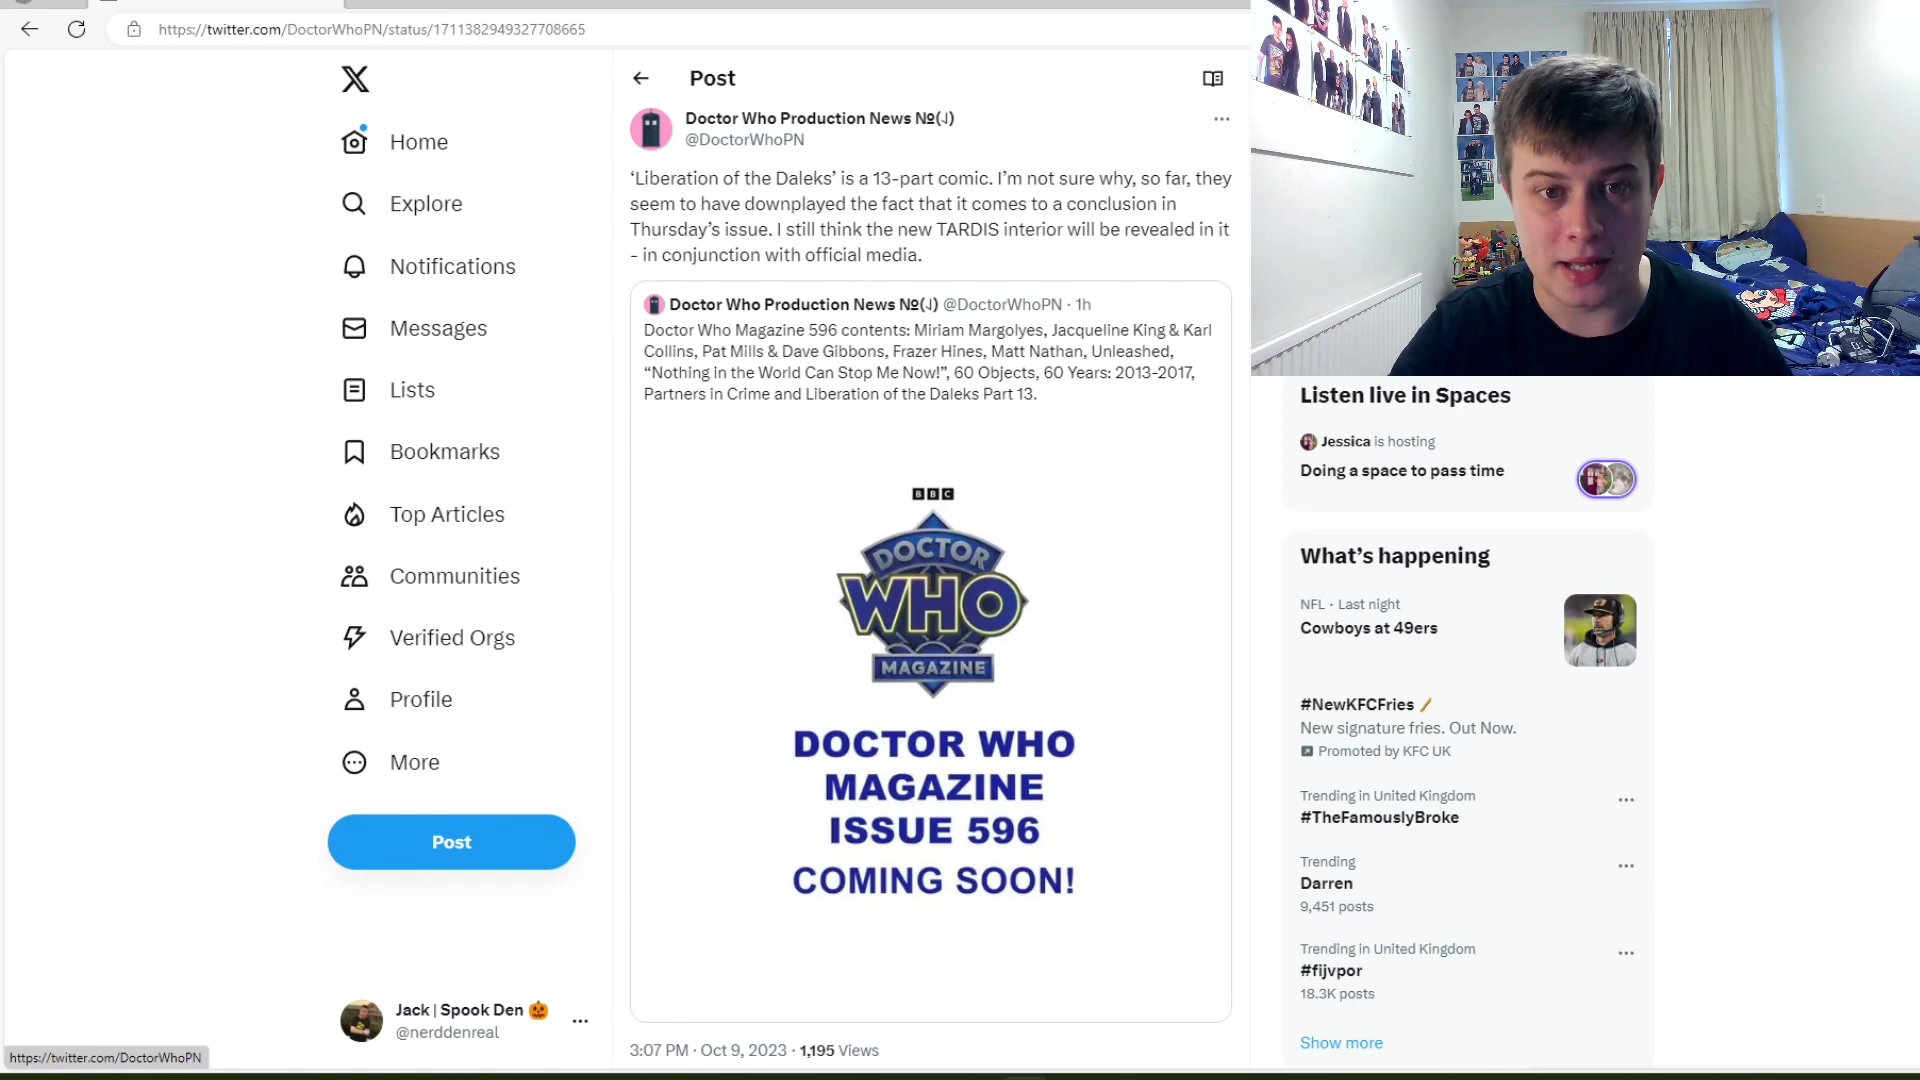 https://twitter.com/DoctorWhoPN/status/1711382949327708665
Home
Explore
Notifications
Messages
Lists
Bookmarks
Top Articles
Communities
Verified Orgs
Profile
More
Post
Jack | Spook Den 🎃
@nerddenreal
https://twitter.com/DoctorWhoPN
Post
Doctor Who Production News №(J)
@DoctorWhoPN
‘Liberation of the Daleks’ is a 13-part comic. I’m not sure why, so far, they
seem to have downplayed the fact that it comes to a conclusion in
Thursday’s issue. I still think the new TARDIS interior will be revealed in it
- in conjunction with official media.
Doctor Who Production News №(J) @DoctorWhoPN · 1h
Doctor Who Magazine 596 contents: Miriam Margolyes, Jacqueline King & Karl
Collins, Pat Mills & Dave Gibbons, Frazer Hines, Matt Nathan, Unleashed,
“Nothing in the World Can Stop Me Now!”, 60 Objects, 60 Years: 2013-2017,
Partners in Crime and Liberation of the Daleks Part 13.
BBC
DOCTOR
WHO
MAGAZINE
DOCTOR WHO
MAGAZINE
ISSUE 596
COMING SOON!
3:07 PM · Oct 9, 2023 · 1,195 Views
Listen live in Spaces
Jessica is hosting
Doing a space to pass time
What’s happening
NFL · Last night
Cowboys at 49ers
#NewKFCFries
New signature fries. Out Now.
Promoted by KFC UK
Trending in United Kingdom
#TheFamouslyBroke
Trending
Darren
9,451 posts
Trending in United Kingdom
#fijvpor
18.3K posts
Show more